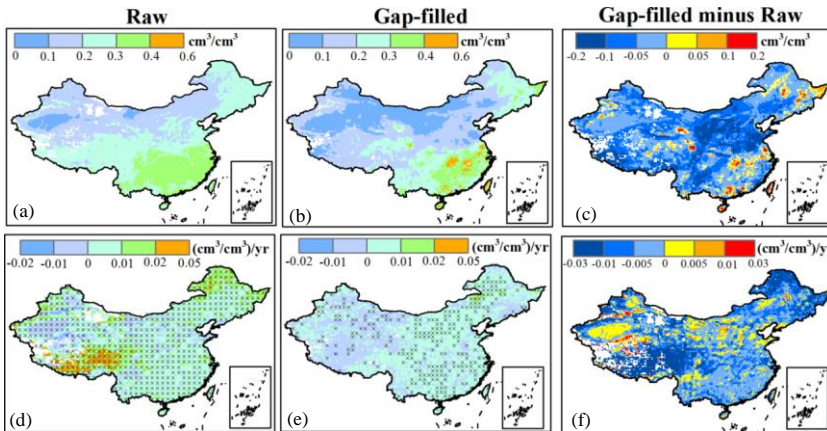 Raw
Gap-filled
Gap-filled minus Raw
cm³/cm³
0 0.1 0.2 0.3 0.4 0.6
(a)
cm³/cm³
0 0.1 0.2 0.3 0.4 0.6
(b)
cm³/cm³
-0.2 -0.1 -0.05 0 0.05 0.1 0.2
(c)
(cm³/cm³)/yr
-0.02 -0.01 0 0.01 0.02 0.05
(d)
(cm³/cm³)/yr
-0.02 -0.01 0 0.01 0.02 0.05
(e)
(cm³/cm³)/yr
-0.03 -0.01 -0.005 0 0.005 0.01 0.03
(f)